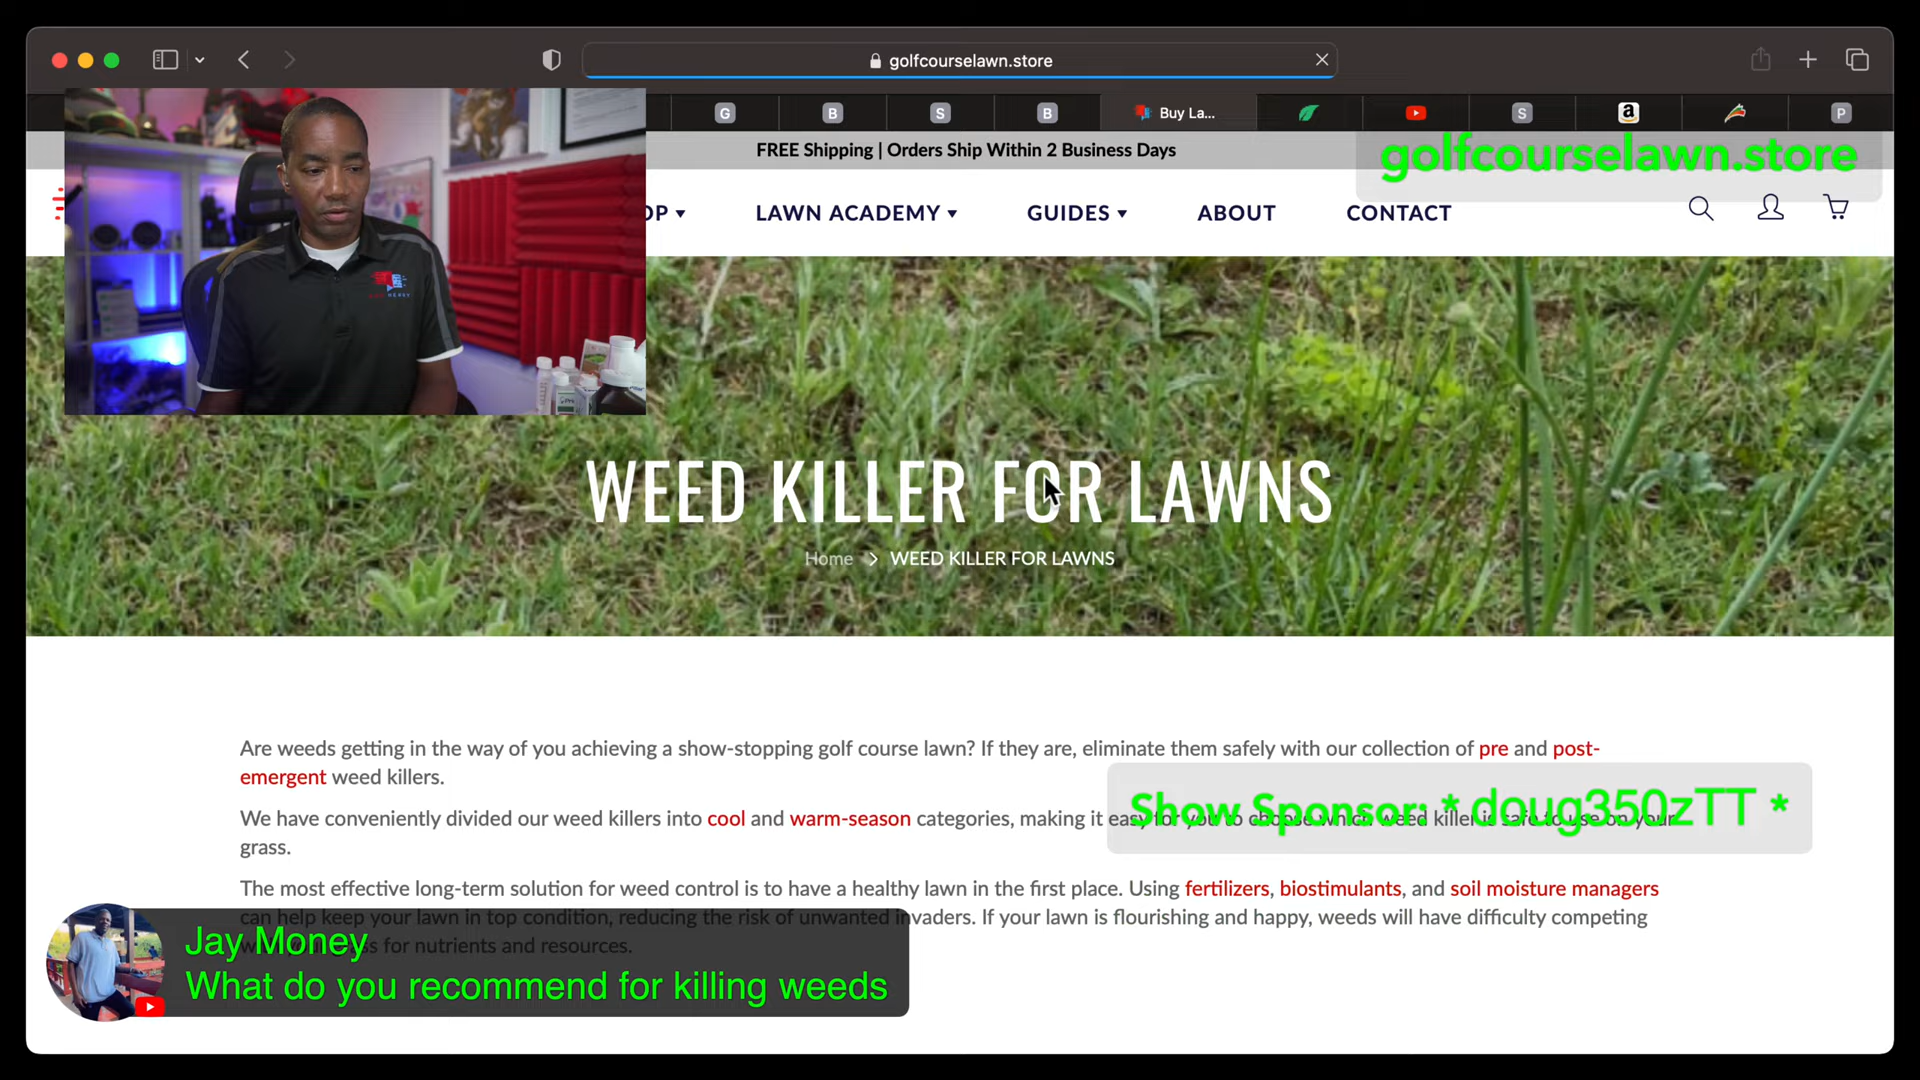 golfcourselawn.store
G
B
S
B
Buy La...
S
a
P
FREE Shipping | Orders Ship Within 2 Business Days
golfcourselawn.store
OP
LAWN ACADEMY
GUIDES
ABOUT
CONTACT
WEED KILLER FOR LAWNS
Home > WEED KILLER FOR LAWNS
Are weeds getting in the way of you achieving a show-stopping golf course lawn? If they are, eliminate them safely with our collection of pre and post-
emergent weed killers.
Show Sponsor: * doug350zTT *
We have conveniently divided our weed killers into cool and warm-season categories, making it easy for you to choose which weed killer is safe to use on your
grass.
The most effective long-term solution for weed control is to have a healthy lawn in the first place. Using fertilizers, biostimulants, and soil moisture managers
can help keep your lawn in top condition, reducing the risk of unwanted invaders. If your lawn is flourishing and happy, weeds will have difficulty competing
for nutrients and resources.
Jay Money
What do you recommend for killing weeds